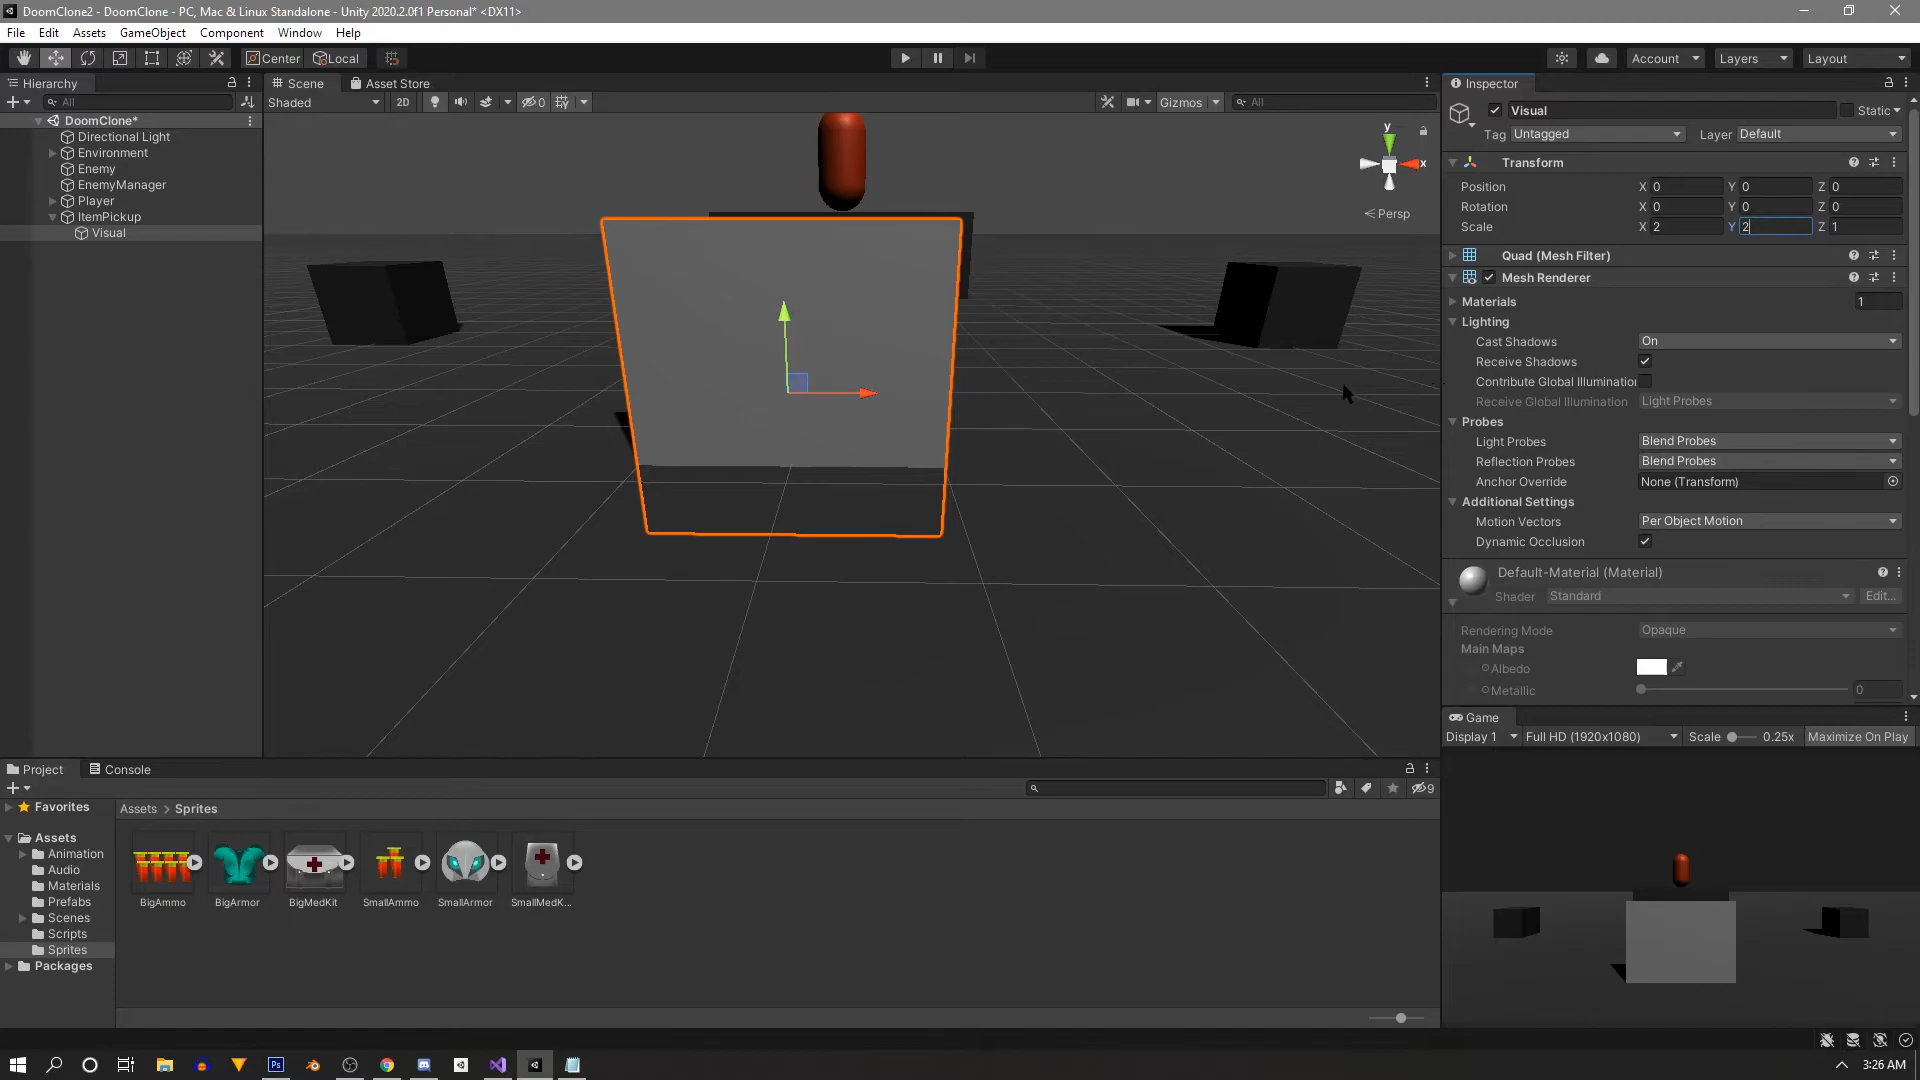 DoomClone2 - DoomClone - PC, Mac & Linux Standalone - Unity 2020.2.0f1 Personal* <DX11>
File Edit Assets GameObject Component Window Help
Center Local Account Layers Layout
Hierarchy
All
DoomClone*
Directional Light
Environment
Enemy
EnemyManager
Player
ItemPickup
Visual
Scene Asset Store
Shaded 2D 0 Gizmos All
y
x
Persp
Inspector
Visual Static
Tag Untagged Layer Default
Transform
Position X 0 Y 0 Z 0
Rotation X 0 Y 0 Z 0
Scale X 2 Y 2 Z 1
Quad (Mesh Filter)
Mesh Renderer
Materials 1
Lighting
Cast Shadows On
Receive Shadows
Contribute Global Illumination
Receive Global Illumination Light Probes
Probes
Light Probes Blend Probes
Reflection Probes Blend Probes
Anchor Override None (Transform)
Additional Settings
Motion Vectors Per Object Motion
Dynamic Occlusion
Default-Material (Material)
Shader Standard Edit...
Rendering Mode Opaque
Main Maps
Albedo
Metallic 0
Game
Display 1 Full HD (1920x1080) Scale 0.25x Maximize On Play
Project Console
9
Favorites
Assets
Animation
Audio
Materials
Prefabs
Scenes
Scripts
Sprites
Packages
Assets > Sprites
BigAmmo BigArmor BigMedKit SmallAmmo SmallArmor SmallMedK...
Ps
3:26 AM